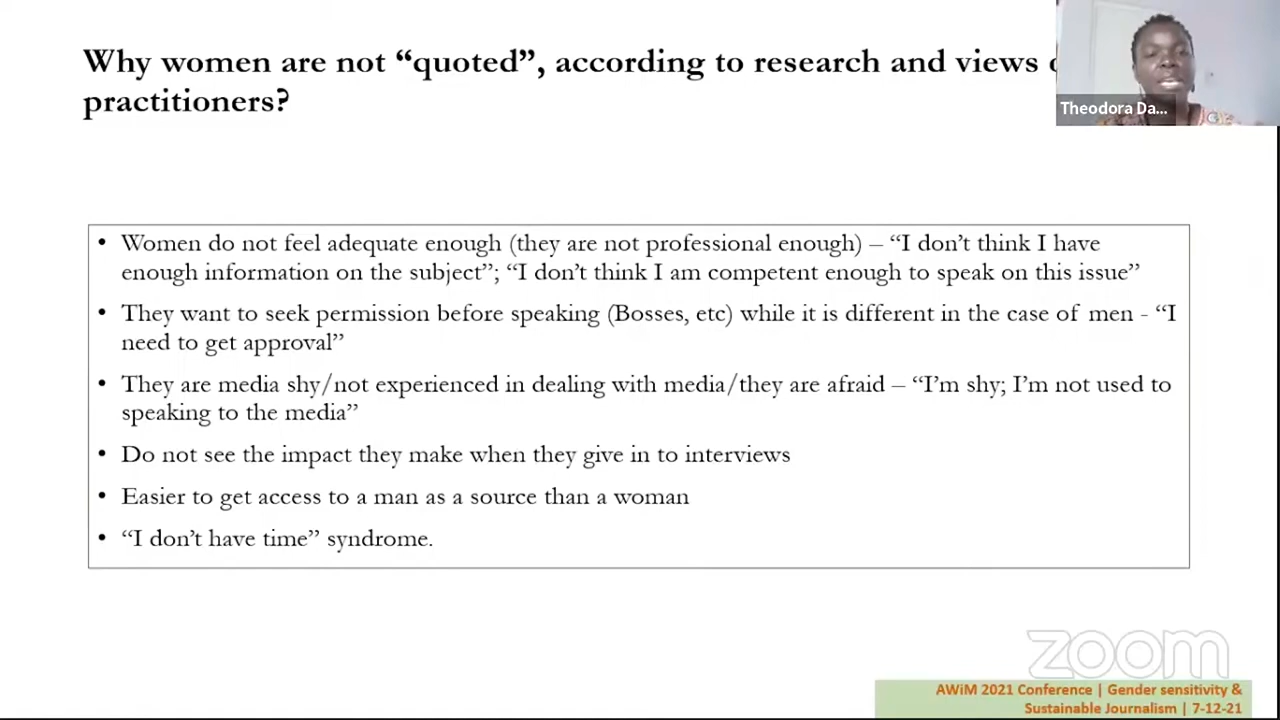 Why women are not “quoted”, according to research and views
practitioners?
Theodora Da...
• Women do not feel adequate enough (they are not professional enough) – “I don’t think I have
enough information on the subject”; “I don’t think I am competent enough to speak on this issue”
• They want to seek permission before speaking (Bosses, etc) while it is different in the case of men - “I
need to get approval”
• They are media shy/not experienced in dealing with media/they are afraid – “I’m shy; I’m not used to
speaking to the media”
• Do not see the impact they make when they give in to interviews
• Easier to get access to a man as a source than a woman
• “I don’t have time” syndrome.
zoom
AWiM 2021 Conference | Gender sensitivity &
Sustainable Journalism | 7-12-21